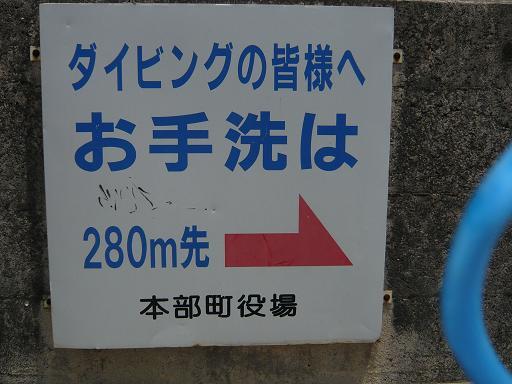 ダイビングの皆様へ
お手洗は
280m先
本部町役場